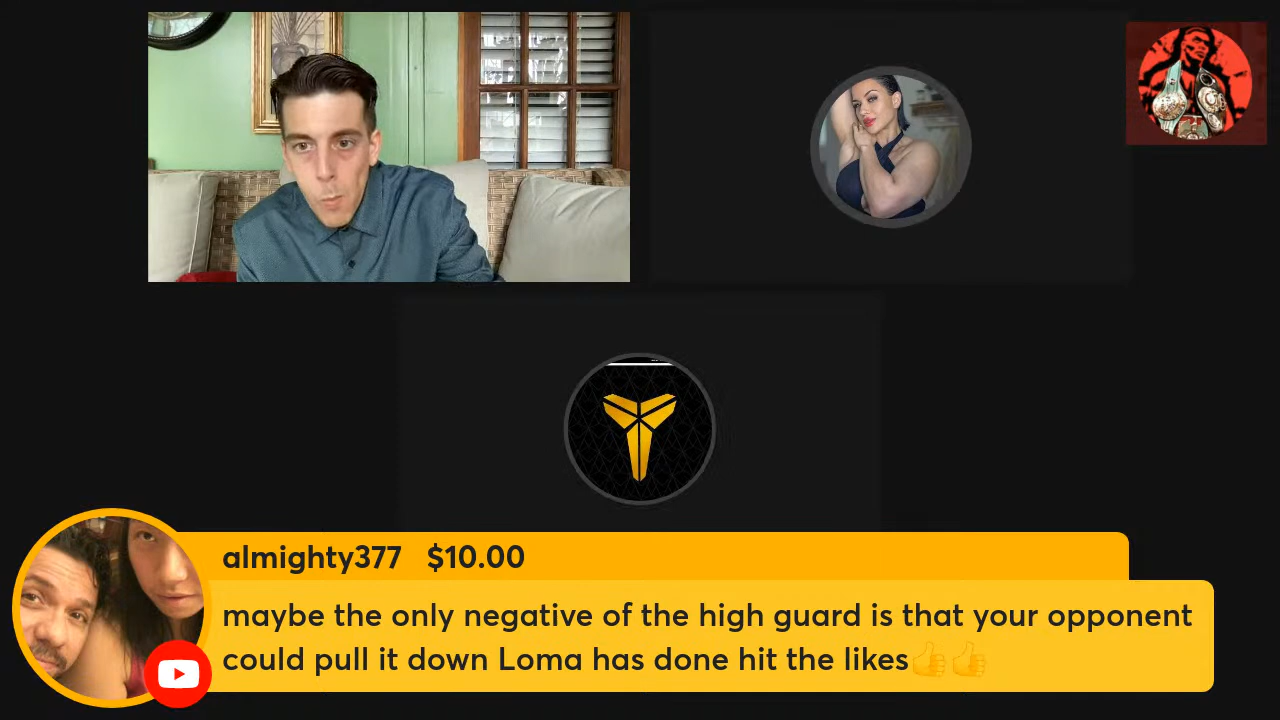 almighty377 $10.00
maybe the only negative of the high guard is that your opponent
could pull it down Loma has done hit the likes👍👍